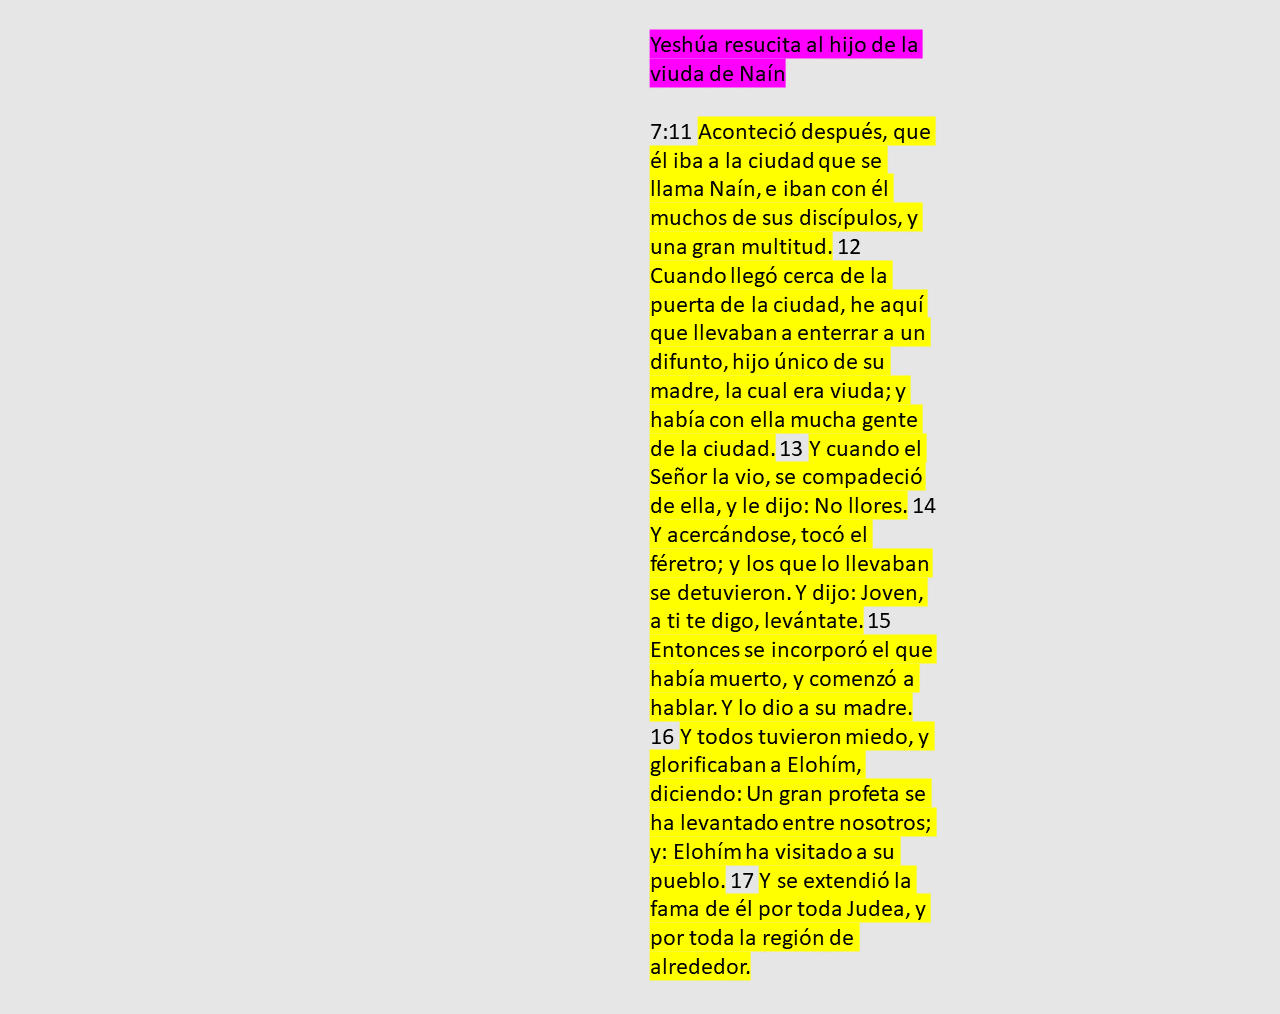 Yeshúa resucita al hijo de la
viuda de Naín
7:11 Aconteció después, que
él iba a la ciudad que se
llama Naín, e iban con él
muchos de sus discípulos, y
una gran multitud. 12
Cuando llegó cerca de la
puerta de la ciudad, he aquí
que llevaban a enterrar a un
difunto, hijo único de su
madre, la cual era viuda; y
había con ella mucha gente
de la ciudad. 13 Y cuando el
Señor la vio, se compadeció
de ella, y le dijo: No llores. 14
Y acercándose, tocó el
féretro; y los que lo llevaban
se detuvieron. Y dijo: Joven,
a ti te digo, levántate. 15
Entonces se incorporó el que
había muerto, y comenzó a
hablar. Y lo dio a su madre.
16 Y todos tuvieron miedo, y
glorificaban a Elohím,
diciendo: Un gran profeta se
ha levantado entre nosotros;
y: Elohím ha visitado a su
pueblo. 17 Y se extendió la
fama de él por toda Judea, y
por toda la región de
alrededor.